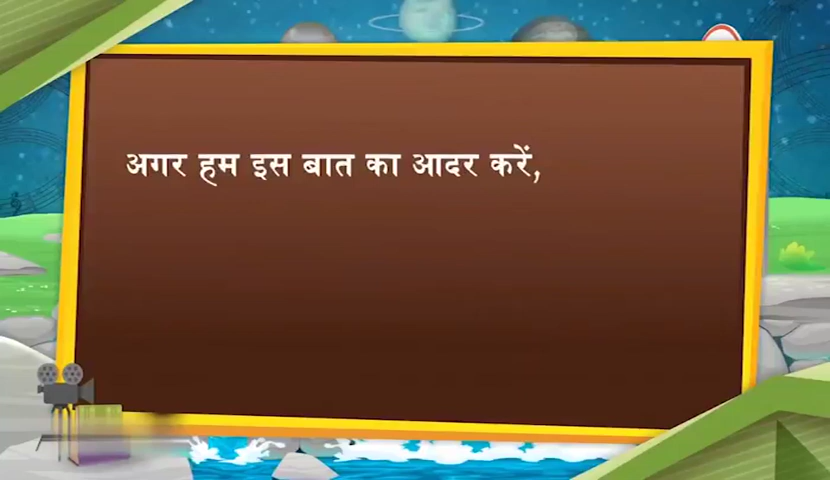 अगर हम इस बात का आदर करें,